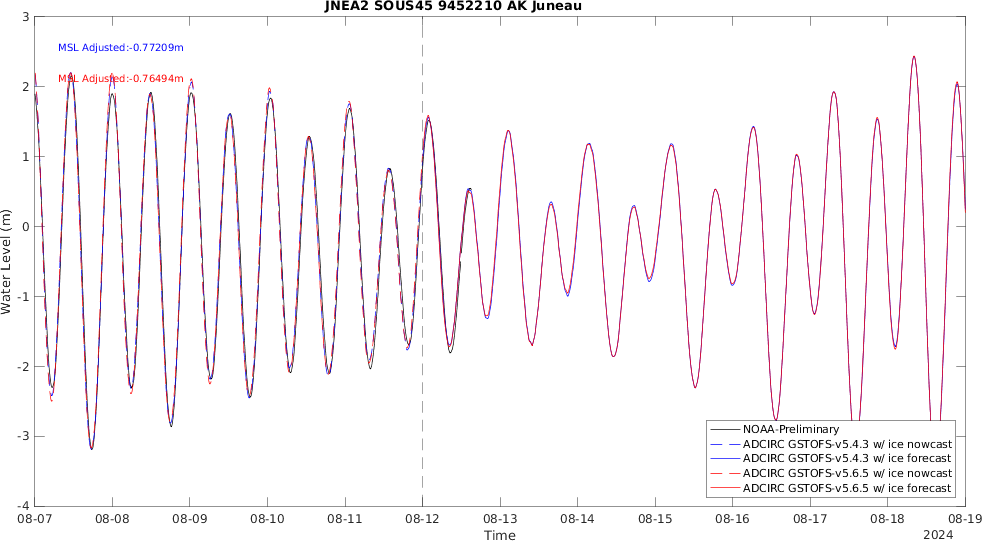 JNEA2 SOUS45 9452210 AK Juneau
3
MSL Adjusted:-0.77209m
MSL Adjusted:-0.76494m
2
1
0
-1
-2
-3
-4
Water Level (m)
NOAA-Preliminary
ADCIRC GSTOFS-v5.4.3 w/ ice nowcast
ADCIRC GSTOFS-v5.4.3 w/ ice forecast
ADCIRC GSTOFS-v5.6.5 w/ ice nowcast
ADCIRC GSTOFS-v5.6.5 w/ ice forecast
08-07 08-08 08-09 08-10 08-11 08-12 08-13 08-14 08-15 08-16 08-17 08-18 08-19
Time
2024